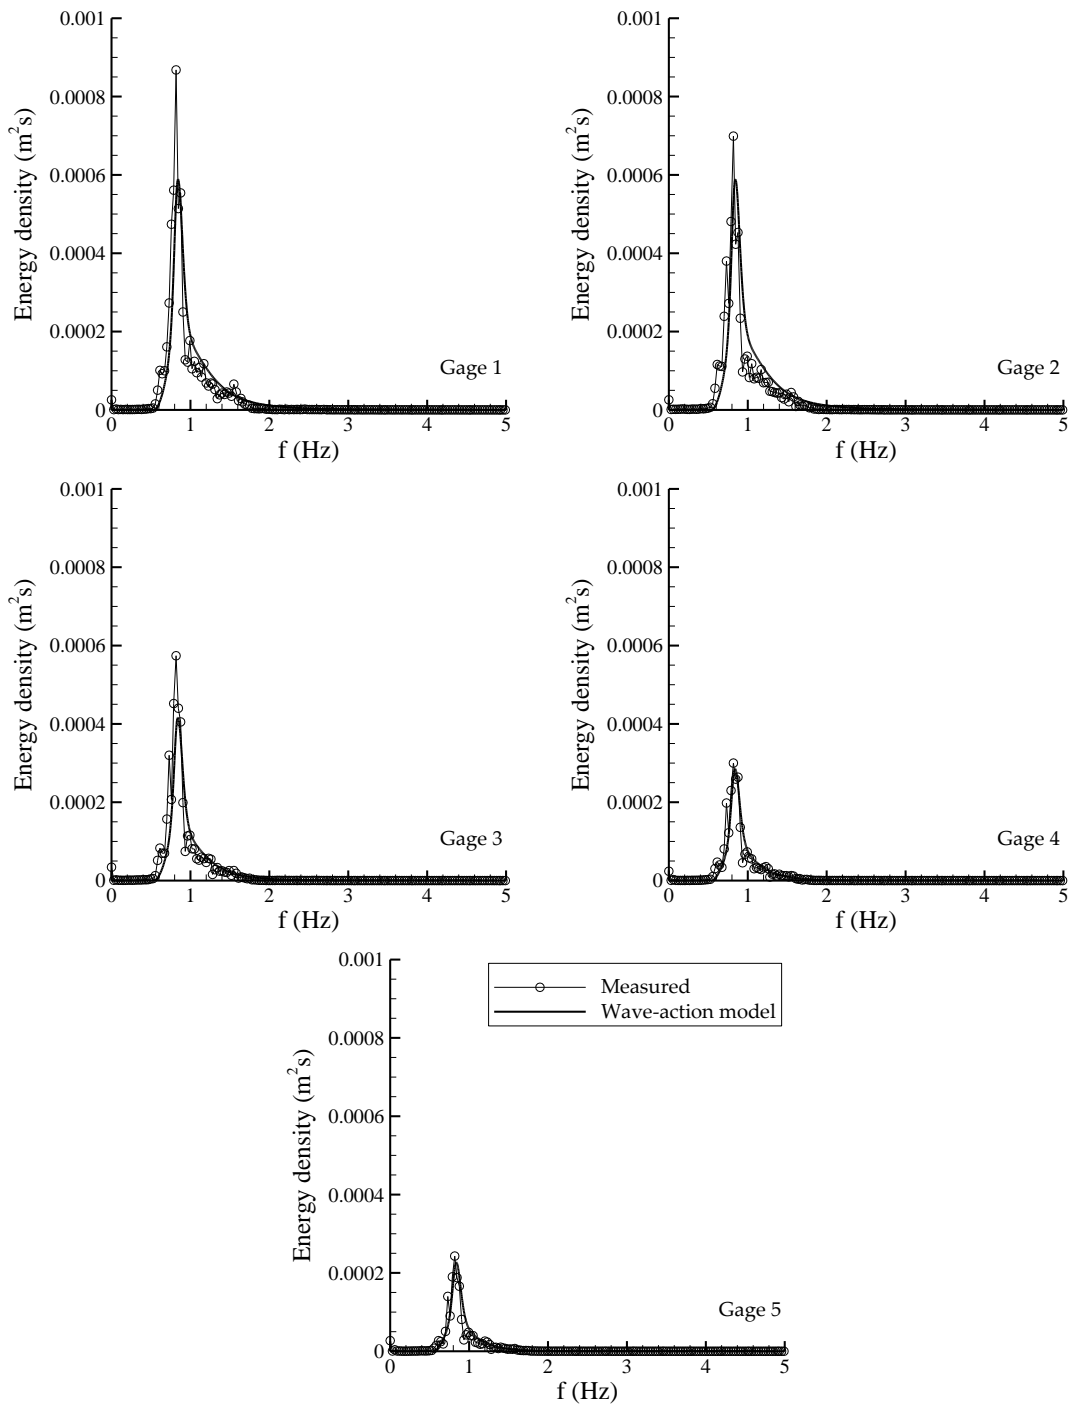 0.001
0.0008
0.0006
0.0004
0.0002
0
Energy density (m²s)
0 1 2 3 4 5
f (Hz)
Gage 1
0.001
0.0008
0.0006
0.0004
0.0002
0
Energy density (m²s)
0 1 2 3 4 5
f (Hz)
Gage 2
0.001
0.0008
0.0006
0.0004
0.0002
0
Energy density (m²s)
0 1 2 3 4 5
f (Hz)
Gage 3
0.001
0.0008
0.0006
0.0004
0.0002
0
Energy density (m²s)
0 1 2 3 4 5
f (Hz)
Gage 4
0.001
0.0008
0.0006
0.0004
0.0002
0
Energy density (m²s)
0 1 2 3 4 5
f (Hz)
Measured
Wave-action model
Gage 5